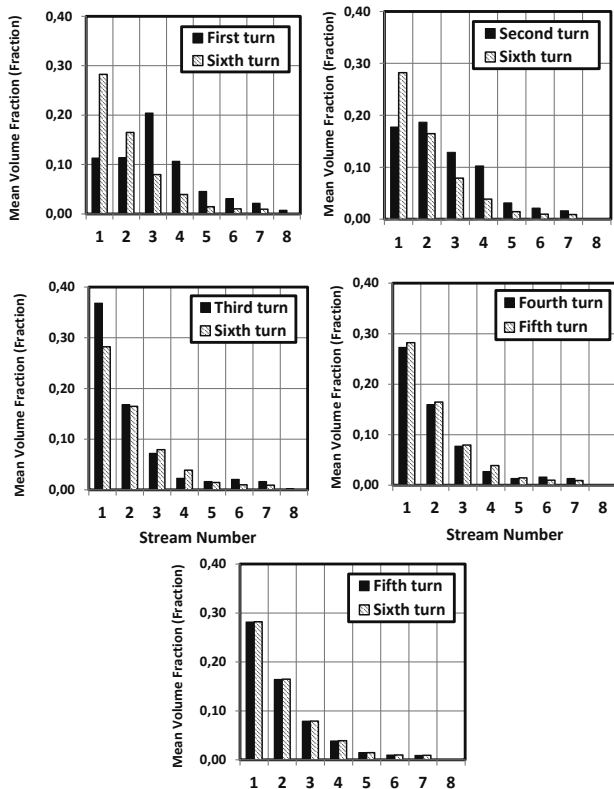 Mean Volume Fraction (Fraction)
0,40
0,30
0,20
0,10
0,00
First turn
Sixth turn
1 2 3 4 5 6 7 8
Mean Volume Fraction (Fraction)
0,40
0,30
0,20
0,10
0,00
Second turn
Sixth turn
1 2 3 4 5 6 7 8
Mean Volume Fraction (Fraction)
0,40
0,30
0,20
0,10
0,00
Third turn
Sixth turn
1 2 3 4 5 6 7 8
Stream Number
Mean Volume Fraction (Fraction)
0,40
0,30
0,20
0,10
0,00
Fourth turn
Fifth turn
1 2 3 4 5 6 7 8
Stream Number
Mean Volume Fraction (Fraction)
0,40
0,30
0,20
0,10
0,00
Fifth turn
Sixth turn
1 2 3 4 5 6 7 8